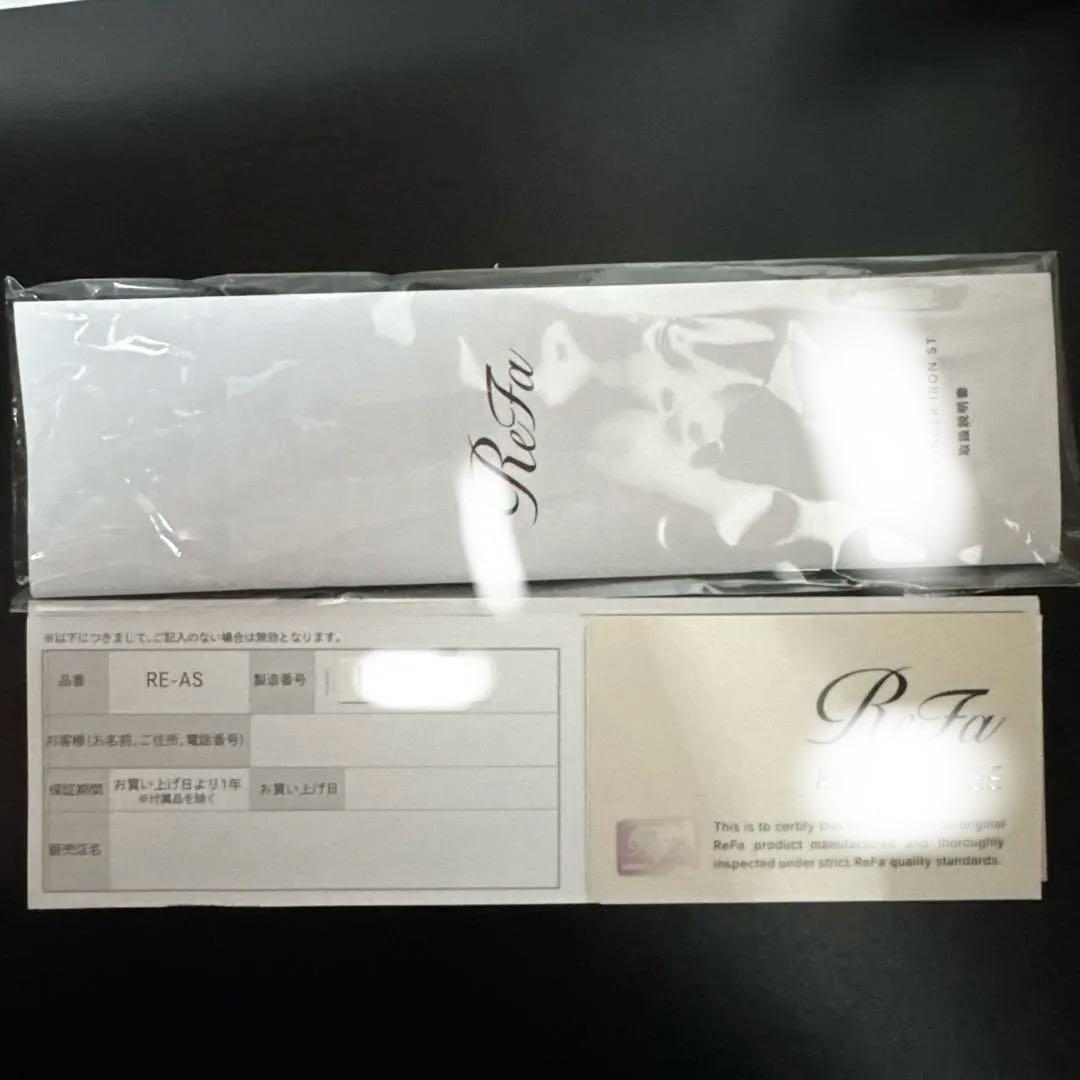 ReFa
IRON ST
取扱説明書
※以下につきまして、ご記入のない場合は無効となります。
品番
RE-AS
製造番号
お客様(お名前、ご住所、電話番号)
保証期間
お買い上げ日より1年
※付属品を除く
お買い上げ日
販売店名
ReFa
This is to certify original
ReFa product manufactured and thoroughly
inspected under strict ReFa quality standards.